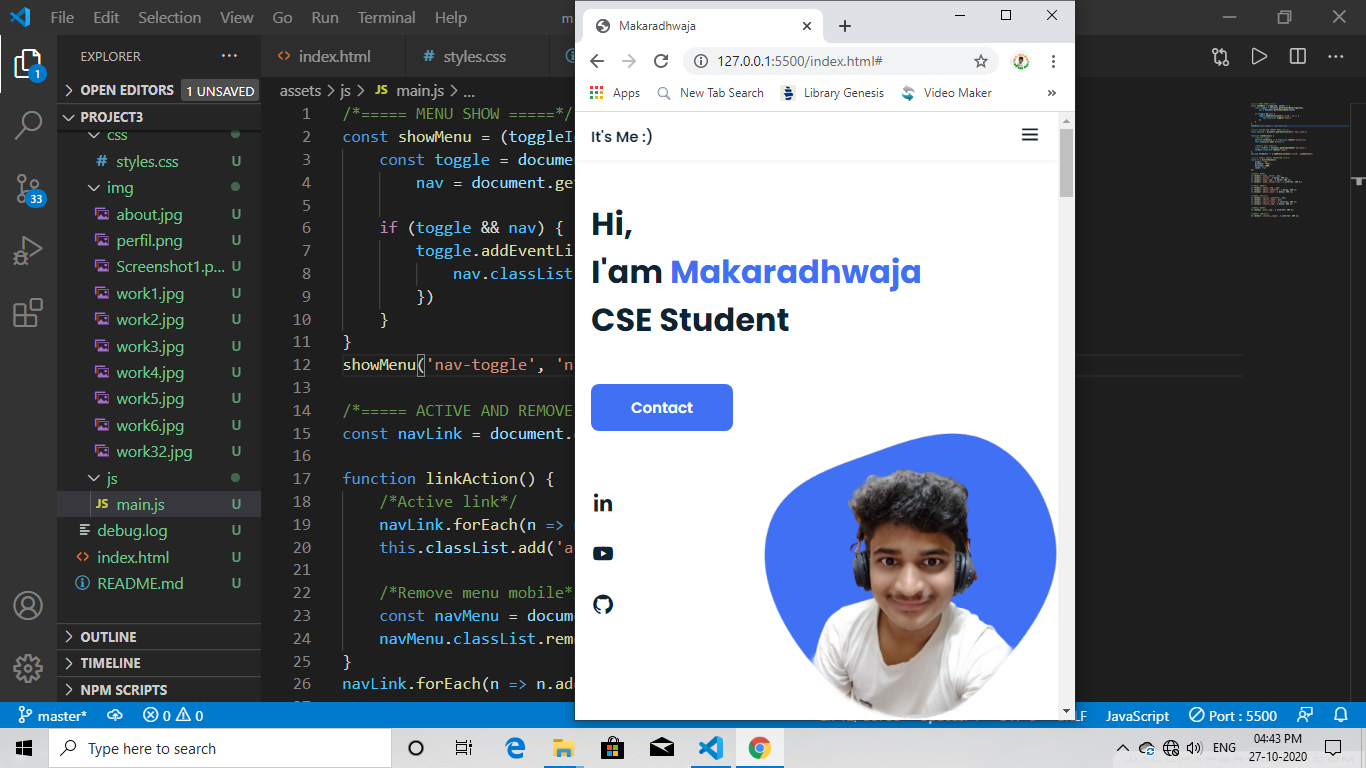 File Edit Selection View Go Run Terminal Help
EXPLORER
OPEN EDITORS 1 UNSAVED
PROJECT3
css
# styles.css U
img
about.jpg U
perfil.png U
Screenshot1.p... U
work1.jpg U
work2.jpg U
work3.jpg U
work4.jpg U
work5.jpg U
work6.jpg U
work32.jpg U
js
JS main.js U
debug.log U
index.html U
README.md U
OUTLINE
TIMELINE
NPM SCRIPTS
1
33
index.html
# styles.css
assets > js > JS main.js > ...
1 /*===== MENU SHOW =====*/
2 const showMenu = (toggleI
3 const toggle = docume
4 nav = document.ge
5
6 if (toggle && nav) {
7 toggle.addEventLi
8 nav.classList
9 })
10 }
11 }
12 showMenu('nav-toggle', 'n
13
14 /*===== ACTIVE AND REMOVE
15 const navLink = document.
16
17 function linkAction() {
18 /*Active link*/
19 navLink.forEach(n =>
20 this.classList.add('a
21
22 /*Remove menu mobile*
23 const navMenu = docum
24 navMenu.classList.rem
25 }
26 navLink.forEach(n => n.ad
Makaradhwaja
127.0.0.1:5500/index.html#
Apps New Tab Search Library Genesis Video Maker »
It's Me :)
Hi,
I'am Makaradhwaja
CSE Student
Contact
in
master* 0 0
LF JavaScript Port : 5500
Type here to search
ENG
04:43 PM
27-10-2020